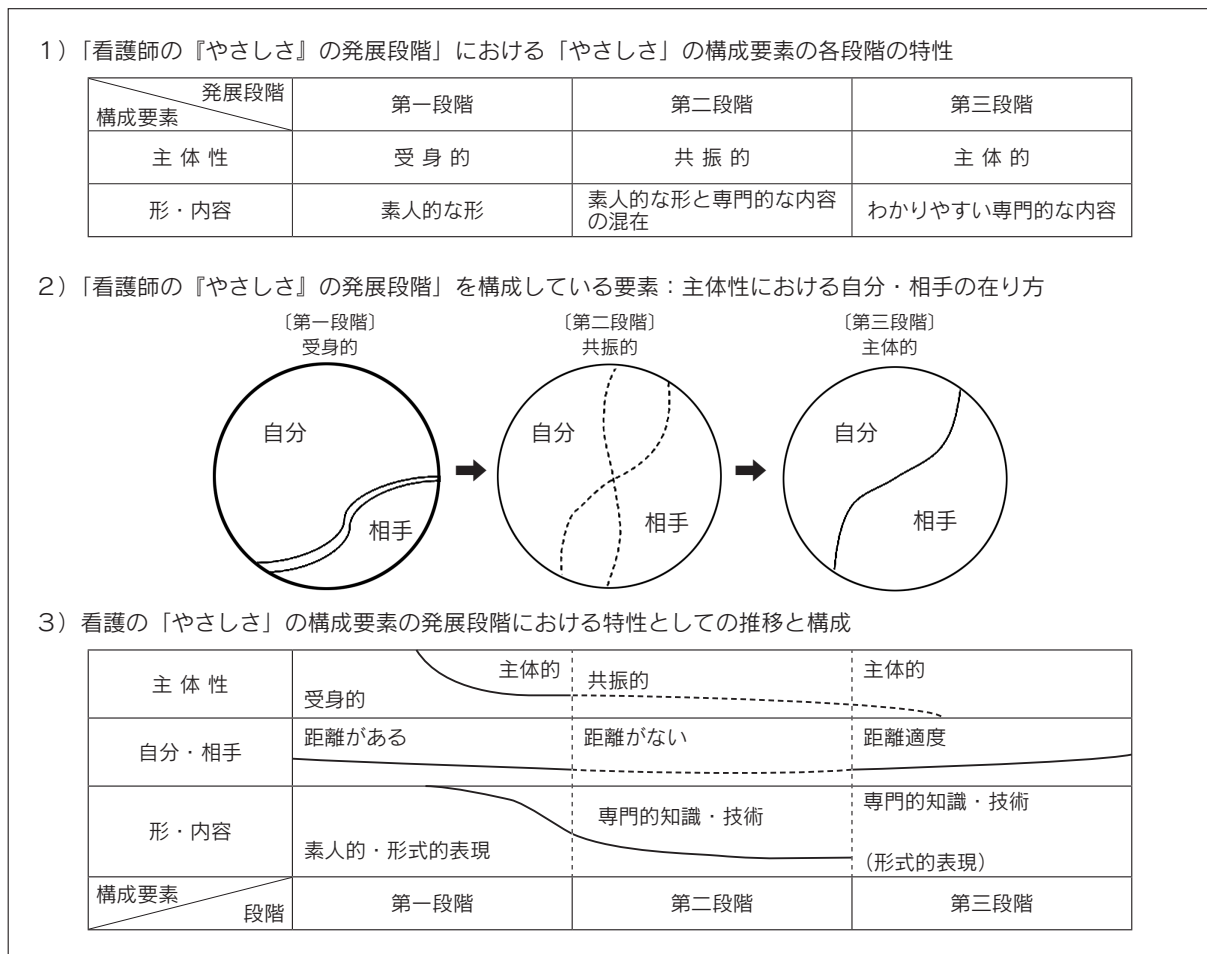 1）「看護師の『やさしさ』の発展段階」における「やさしさ」の構成要素の各段階の特性
発展段階
構成要素
第一段階
第二段階
第三段階
主 体 性
受 身 的
共 振 的
主 体 的
形・内容
素人的な形
素人的な形と専門的な内容
の混在
わかりやすい専門的な内容
2）「看護師の『やさしさ』の発展段階」を構成している要素：主体性における自分・相手の在り方
〔第一段階〕
受身的
〔第二段階〕
共振的
〔第三段階〕
主体的
自分
相手
自分
相手
自分
相手
3）看護の「やさしさ」の構成要素の発展段階における特性としての推移と構成
主 体 性
受身的
主体的
共振的
主体的
自分・相手
距離がある
距離がない
距離適度
形・内容
素人的・形式的表現
専門的知識・技術
専門的知識・技術
（形式的表現）
構成要素
段階
第一段階
第二段階
第三段階